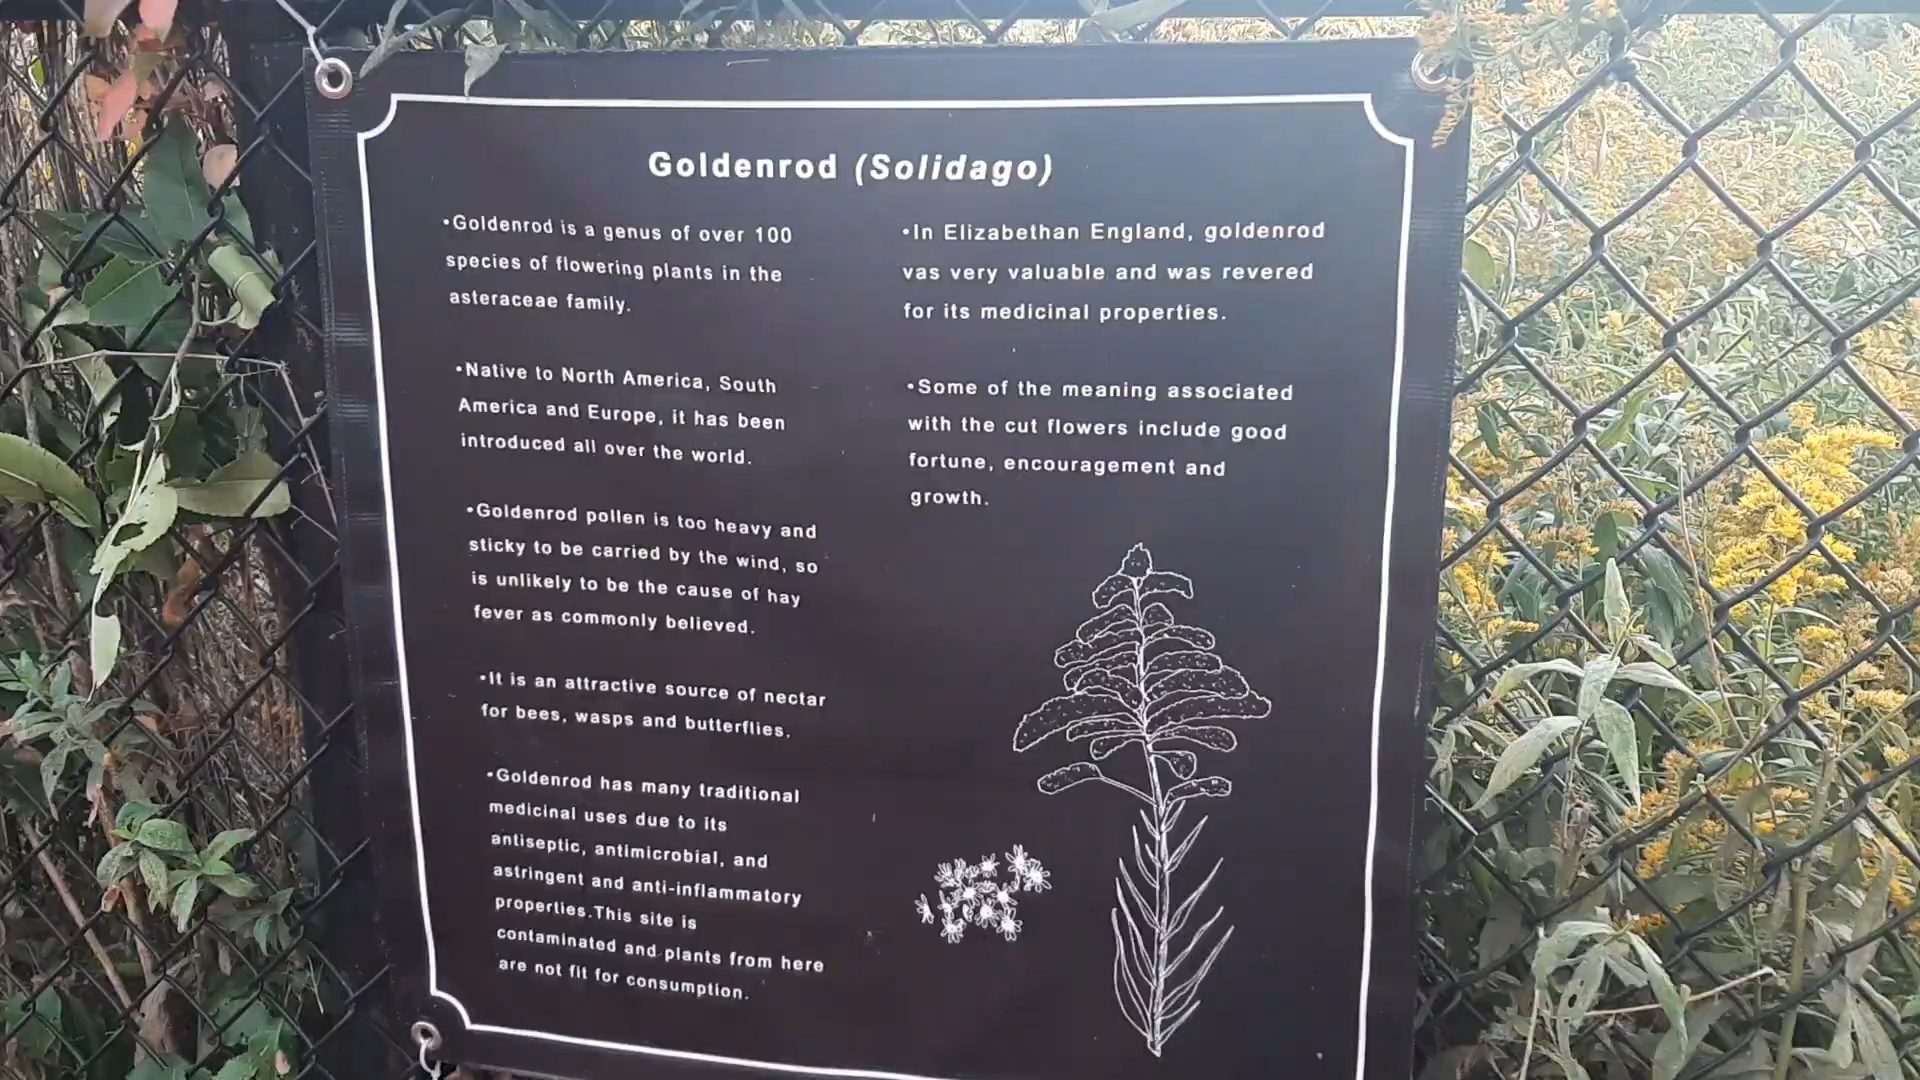 Goldenrod (Solidago)
•Goldenrod is a genus of over 100
species of flowering plants in the
asteraceae family.
•Native to North America, South
America and Europe, it has been
introduced all over the world.
•Goldenrod pollen is too heavy and
sticky to be carried by the wind, so
is unlikely to be the cause of hay
fever as commonly believed.
•It is an attractive source of nectar
for bees, wasps and butterflies.
•Goldenrod has many traditional
medicinal uses due to its
antiseptic, antimicrobial, and
astringent and anti-inflammatory
properties.This site is
contaminated and plants from here
are not fit for consumption.
•In Elizabethan England, goldenrod
vas very valuable and was revered
for its medicinal properties.
•Some of the meaning associated
with the cut flowers include good
fortune, encouragement and
growth.